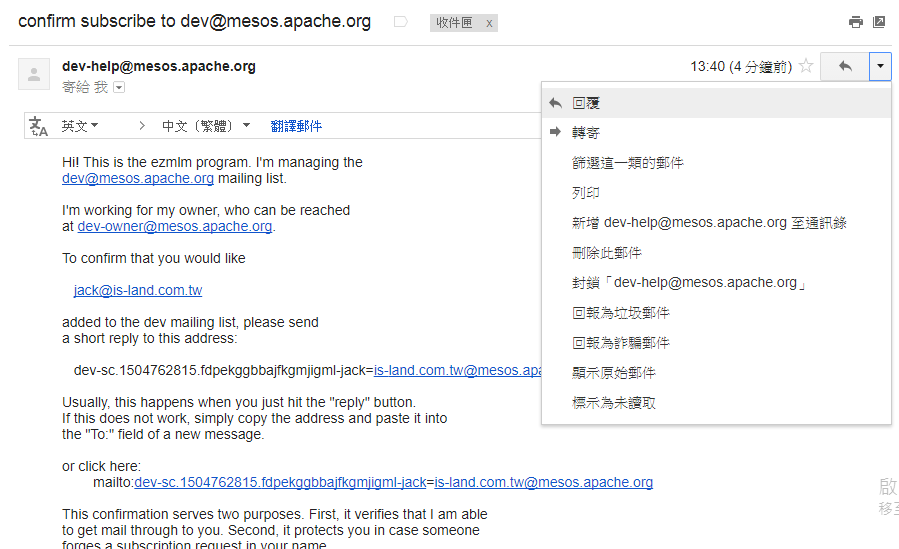 confirm subscribe to dev@mesos.apache.org 收件匣 x
dev-help@mesos.apache.org 13:40 (4 分鐘前)
寄給 我
英文 中文（繁體） 翻譯郵件
回覆
轉寄
篩選這一類的郵件
列印
新增 dev-help@mesos.apache.org 至通訊錄
刪除此郵件
封鎖「dev-help@mesos.apache.org」
回報為垃圾郵件
回報為詐騙郵件
顯示原始郵件
標示為未讀取
Hi! This is the ezmlm program. I'm managing the
dev@mesos.apache.org mailing list.
I'm working for my owner, who can be reached
at dev-owner@mesos.apache.org.
To confirm that you would like
jack@is-land.com.tw
added to the dev mailing list, please send
a short reply to this address:
dev-sc.1504762815.fdpekggbbajfkgmjigml-jack=is-land.com.tw@mesos.apa
Usually, this happens when you just hit the "reply" button.
If this does not work, simply copy the address and paste it into
the "To:" field of a new message.
or click here:
mailto:dev-sc.1504762815.fdpekggbbajfkgmjigml-jack=is-land.com.tw@mesos.apache.org
This confirmation serves two purposes. First, it verifies that I am able
to get mail through to you. Second, it protects you in case someone
forges a subscription request in your name.
啟
移至